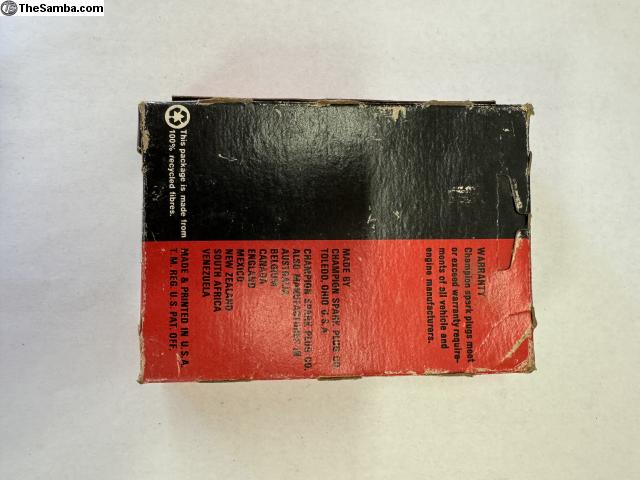 © TheSamba.com
WARRANTY
Champion spark plugs meet
or exceed warranty require-
ments of all vehicle and
engine manufacturers.
MADE BY
CHAMPION SPARK PLUG CO.
TOLEDO, OHIO U.S.A.
CHAMPION SPARK PLUG CO.
ALSO MANUFACTURES IN
AUSTRALIA
BELGIUM
CANADA
ENGLAND
MEXICO
NEW ZEALAND
SOUTH AFRICA
VENEZUELA
This package is made from
100% recycled fibres.
MADE & PRINTED IN U.S.A.
T.M. REG. U.S. PAT. OFF.